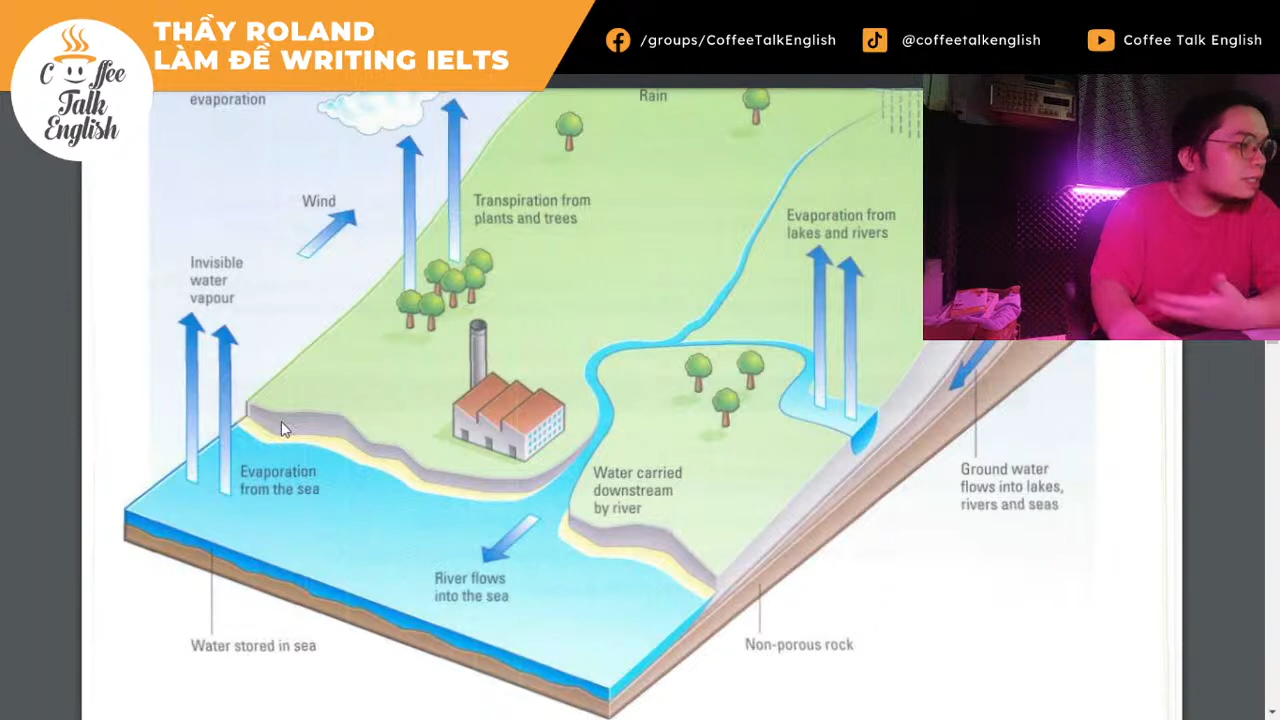 THẦY ROLAND
LÀM ĐỀ WRITING IELTS
/groups/CoffeeTalkEnglish
@coffeetalkenglish
Coffee Talk English
Coffee
Talk
English
evaporation
Rain
Wind
Transpiration from
plants and trees
Evaporation from
lakes and rivers
Invisible
water
vapour
Evaporation
from the sea
Water carried
downstream
by river
Ground water
flows into lakes,
rivers and seas
River flows
into the sea
Water stored in sea
Non-porous rock